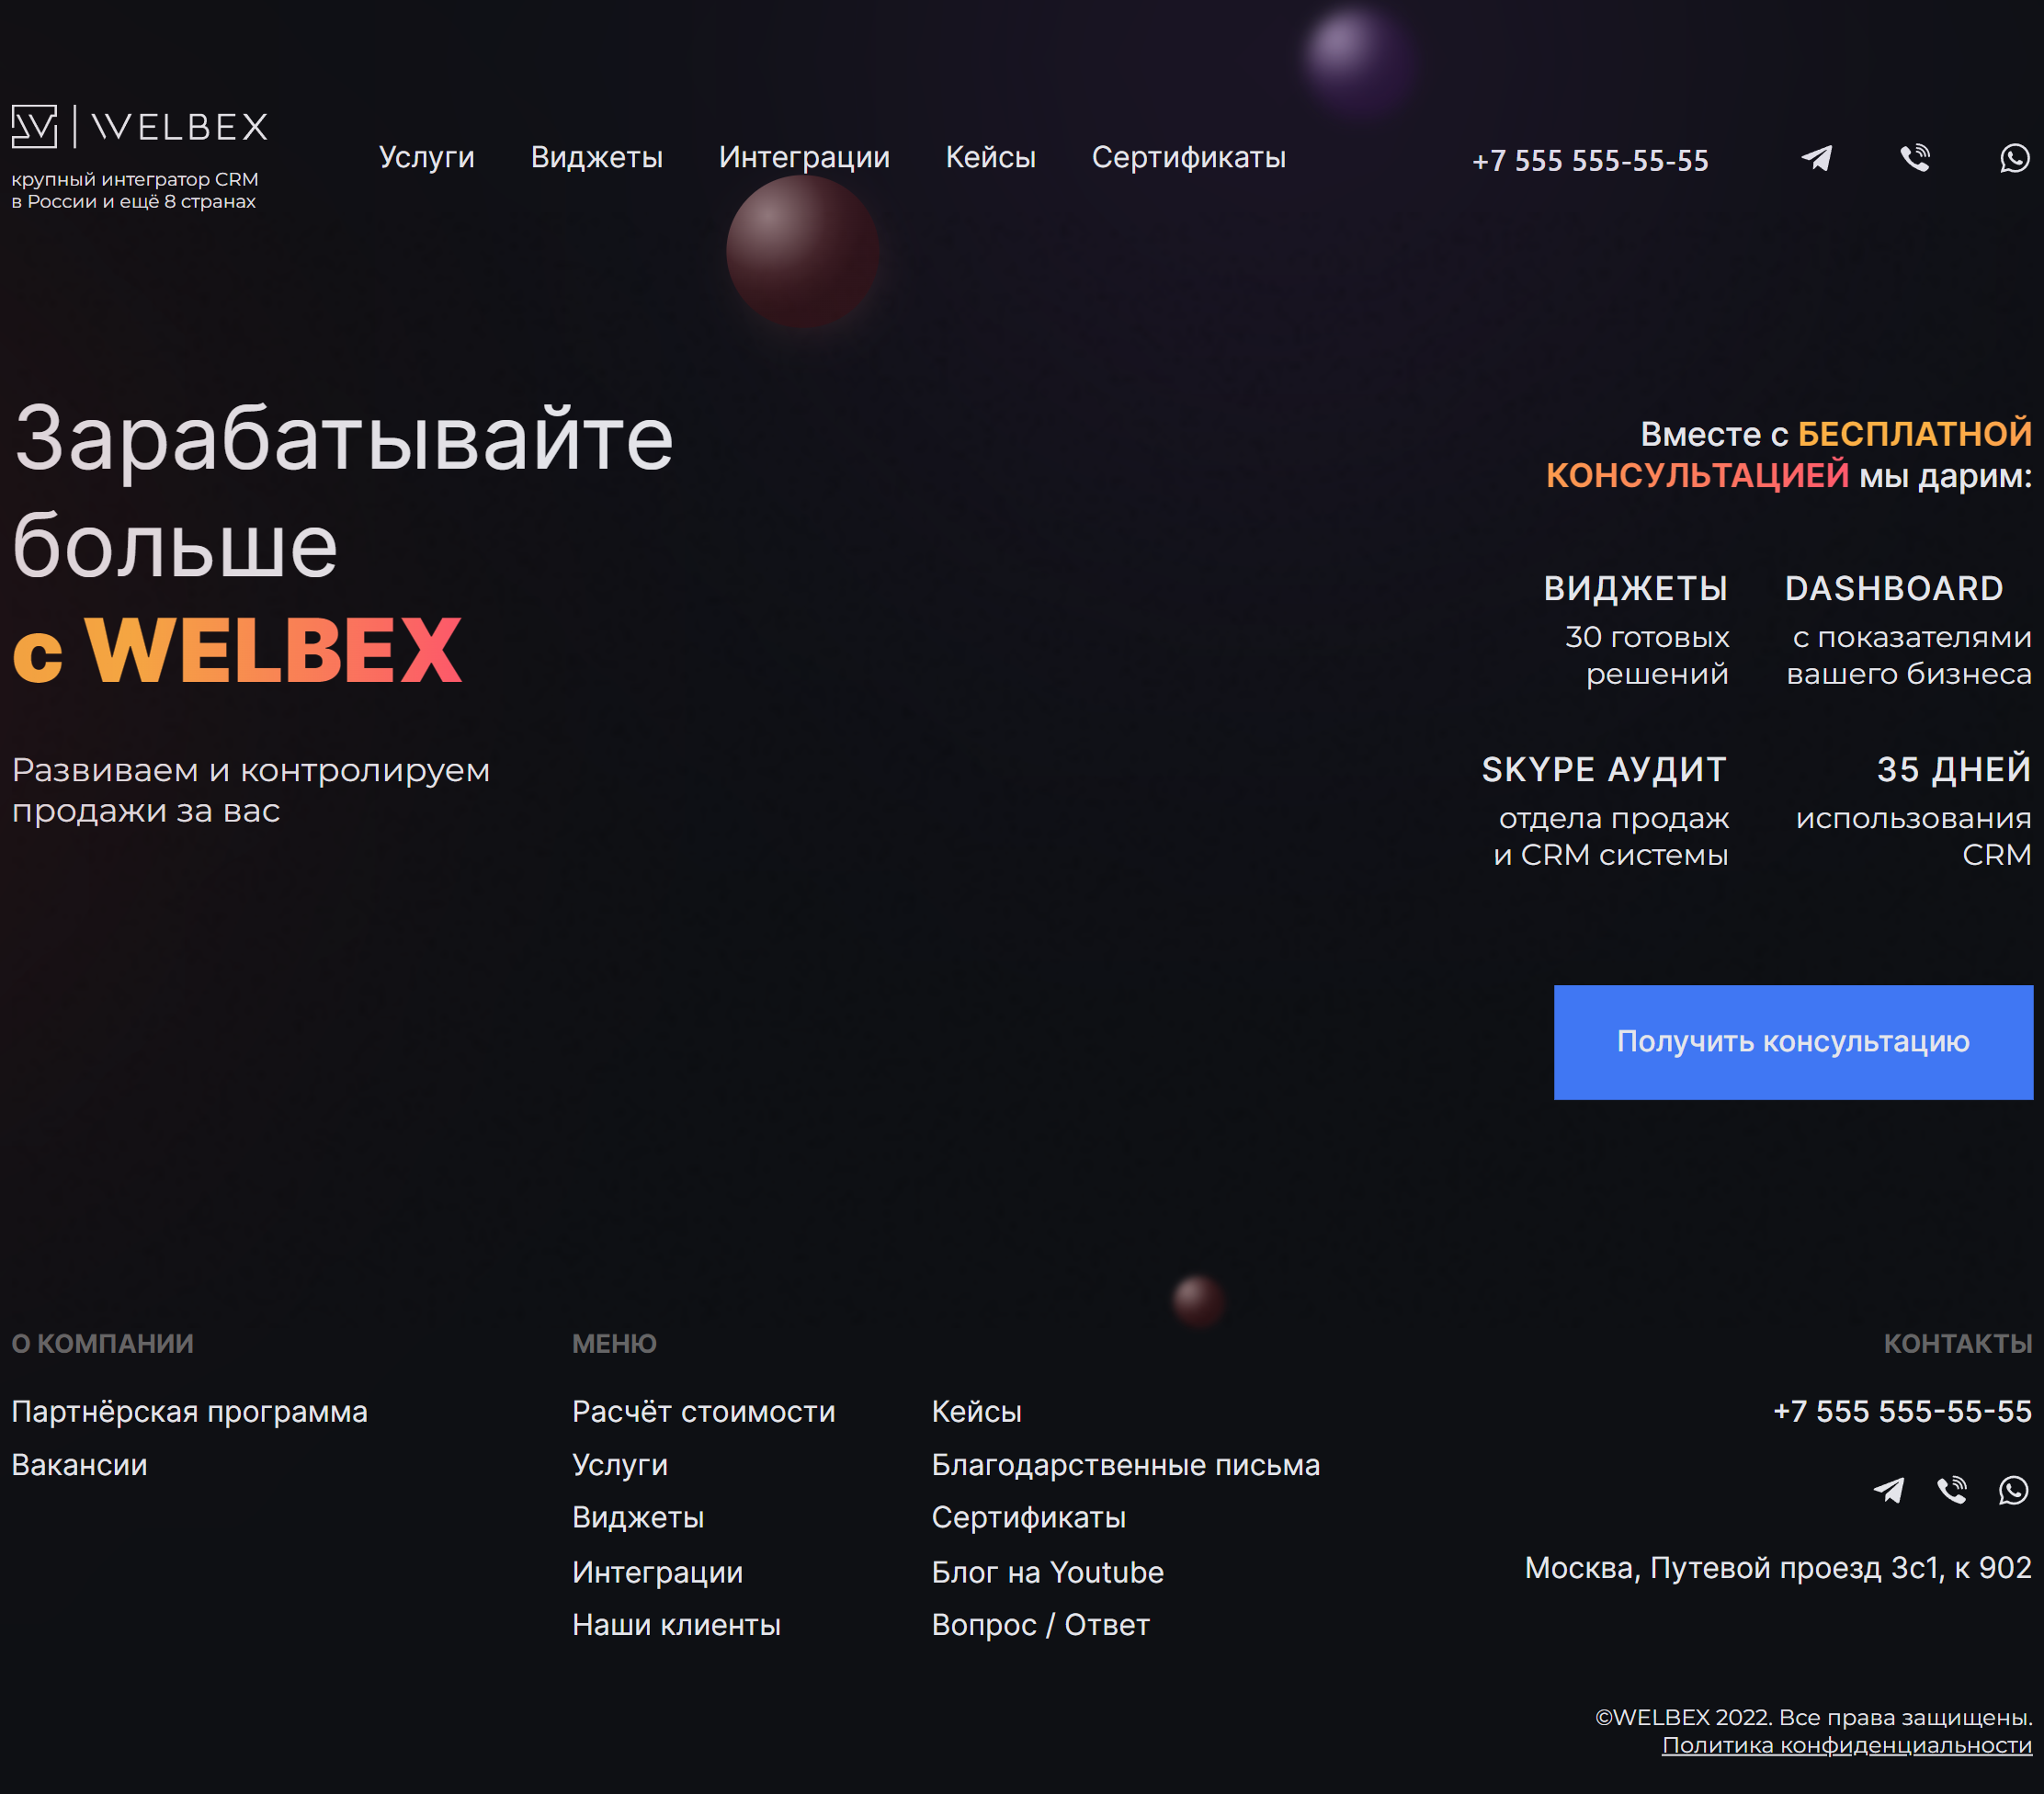 WELBEX
крупный интегратор CRM
в России и ещё 8 странах
Услуги Виджеты Интеграции Кейсы Сертификаты
+7 555 555-55-55
Зарабатывайте
больше
с WELBEX
Развиваем и контролируем
продажи за вас
Вместе с БЕСПЛАТНОЙ
КОНСУЛЬТАЦИЕЙ мы дарим:
ВИДЖЕТЫ
30 готовых
решений
DASHBOARD
с показателями
вашего бизнеса
SKYPE АУДИТ
отдела продаж
и CRM системы
35 ДНЕЙ
использования
CRM
Получить консультацию
О КОМПАНИИ
Партнёрская программа
Вакансии
МЕНЮ
Расчёт стоимости
Услуги
Виджеты
Интеграции
Наши клиенты
Кейсы
Благодарственные письма
Сертификаты
Блог на Youtube
Вопрос / Ответ
КОНТАКТЫ
+7 555 555-55-55
Москва, Путевой проезд 3с1, к 902
©WELBEX 2022. Все права защищены.
Политика конфиденциальности